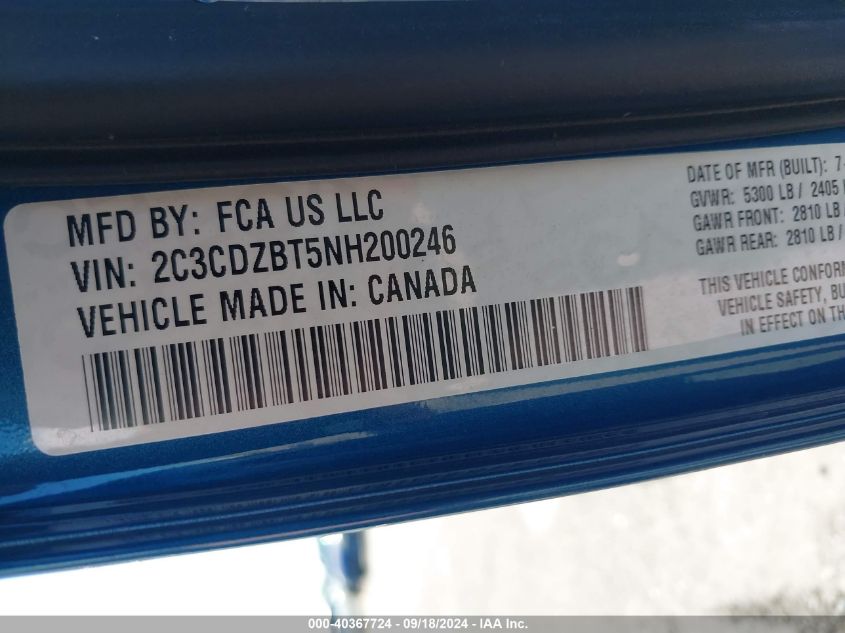 MFD BY: FCA US LLC
VIN: 2C3CDZBT5NH200246
VEHICLE MADE IN: CANADA
DATE OF MFR (BUILT): 7-
GVWR: 5300 LB / 2405
GAWR FRONT: 2810 LB /
GAWR REAR: 2810 LB /
THIS VEHICLE CONFORM
VEHICLE SAFETY, BU
IN EFFECT ON TH
000-40367724 - 09/18/2024 - IAA Inc.